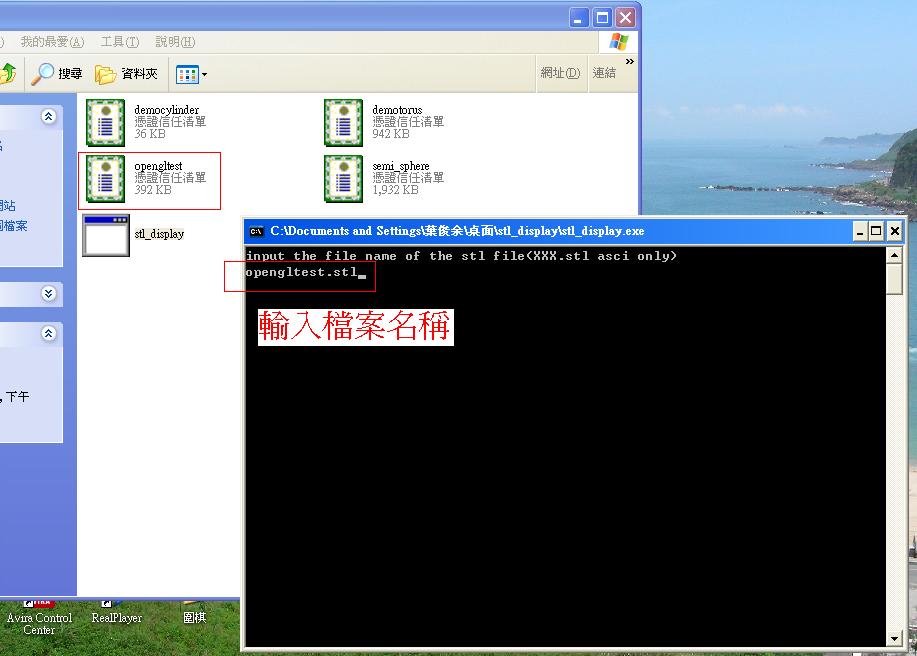 我的最愛(A) 工具(T) 說明(H)
搜尋 資料夾 網址(D) 連結 »
democylinder
憑證信任清單
36 KB
demotorus
憑證信任清單
942 KB
opengltest
憑證信任清單
392 KB
semi_sphere
憑證信任清單
1,932 KB
stl_display
檔案
, 下午
C:\Documents and Settings\葉俊余\桌面\stl_display\stl_display.exe
input the file name of the stl file(XXX.stl asci only)
opengltest.stl_
輸入檔案名稱
Avira Control
Center
RealPlayer
圍棋